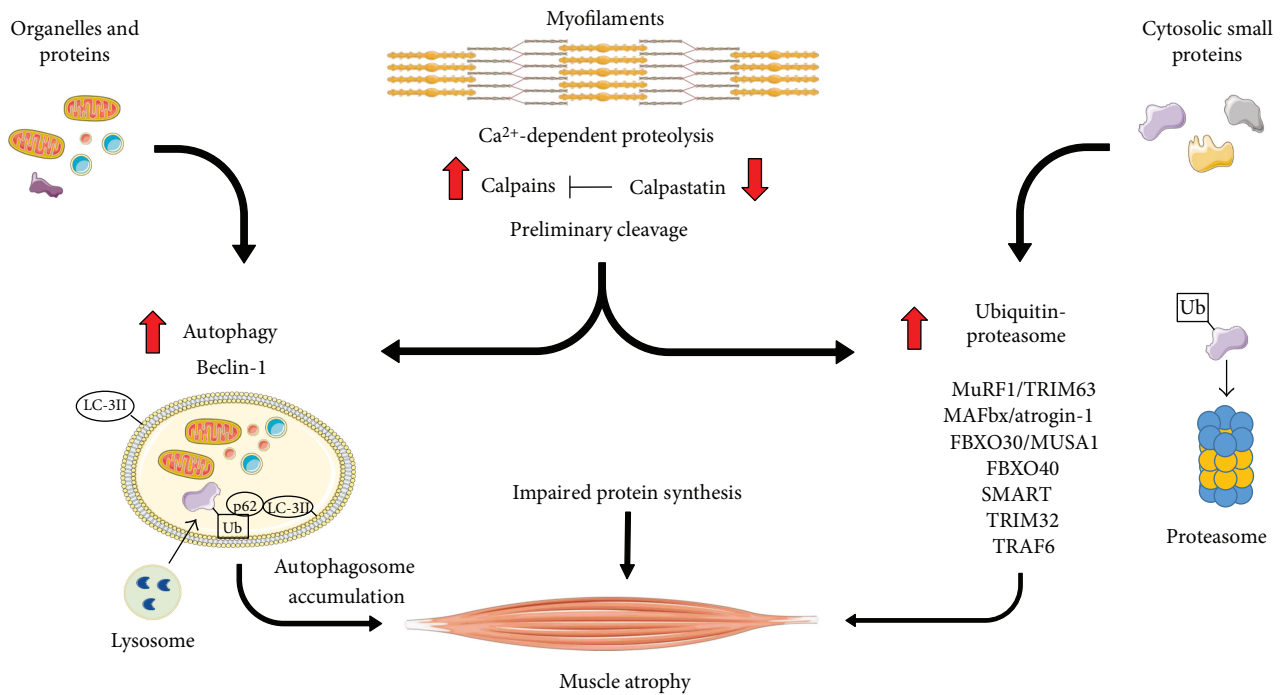 Organelles and
proteins
Myofilaments
Cytosolic small
proteins
Ca²⁺-dependent proteolysis
Calpains
Calpastatin
Preliminary cleavage
Autophagy
Beclin-1
LC-3II
p62
LC-3II
Ub
Lysosome
Autophagosome
accumulation
Impaired protein synthesis
Muscle atrophy
Ubiquitin-
proteasome
MuRF1/TRIM63
MAFbx/atrogin-1
FBXO30/MUSA1
FBXO40
SMART
TRIM32
TRAF6
Ub
Proteasome